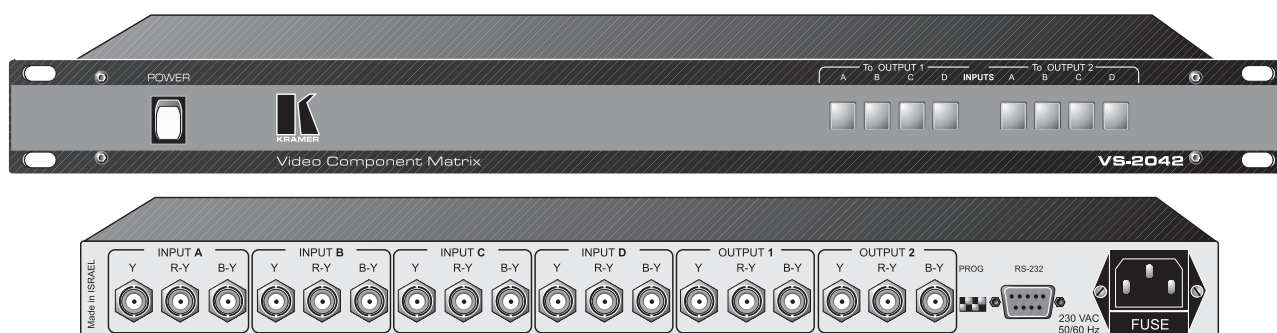 POWER
To OUTPUT 1 To OUTPUT 2
A B C D INPUTS A B C D
KRAMER
Video Component Matrix
VS-2042
Made in ISRAEL
INPUT A INPUT B INPUT C INPUT D OUTPUT 1 OUTPUT 2
Y R-Y B-Y Y R-Y B-Y Y R-Y B-Y Y R-Y B-Y Y R-Y B-Y Y R-Y B-Y
PROG RS-232
230 VAC
50/60 Hz
FUSE